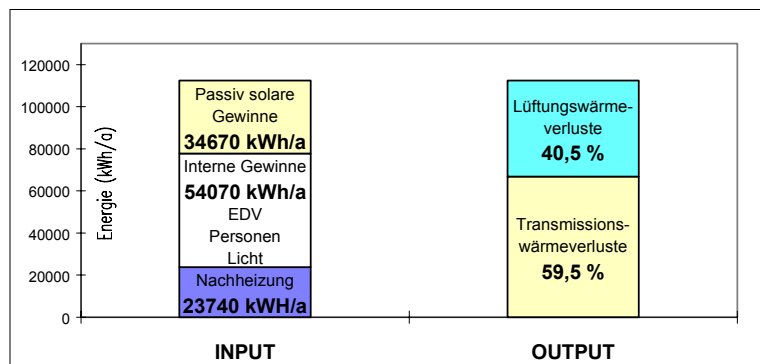 Energie (kWh/a)
120000
100000
80000
60000
40000
20000
0
Passiv solare
Gewinne
34670 kWh/a
Interne Gewinne
54070 kWh/a
EDV
Personen
Licht
Nachheizung
23740 kWH/a
Lüftungswärme-
verluste
40,5 %
Transmissions-
wärmeverluste
59,5 %
INPUT
OUTPUT